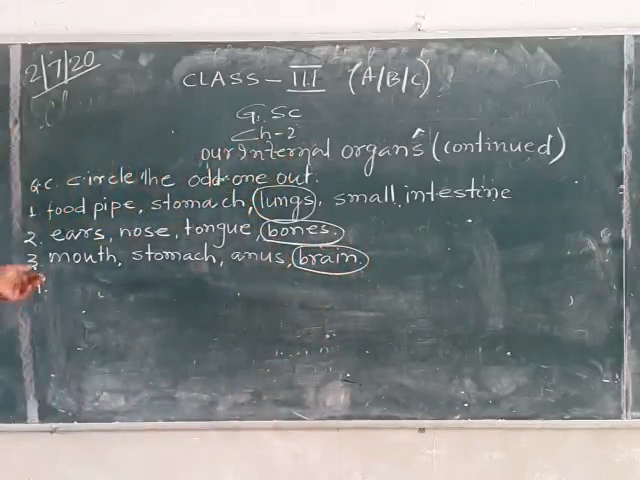 2/7/20
CLASS - III (A/B/C)
G. Sc
Ch-2
our Internal organs (continued)
Q.C. Circle the odd one out.
1. food pipe, stomach, lungs, small intestine
2. ears, nose, tongue, bones.
3. mouth, stomach, anus, brain.